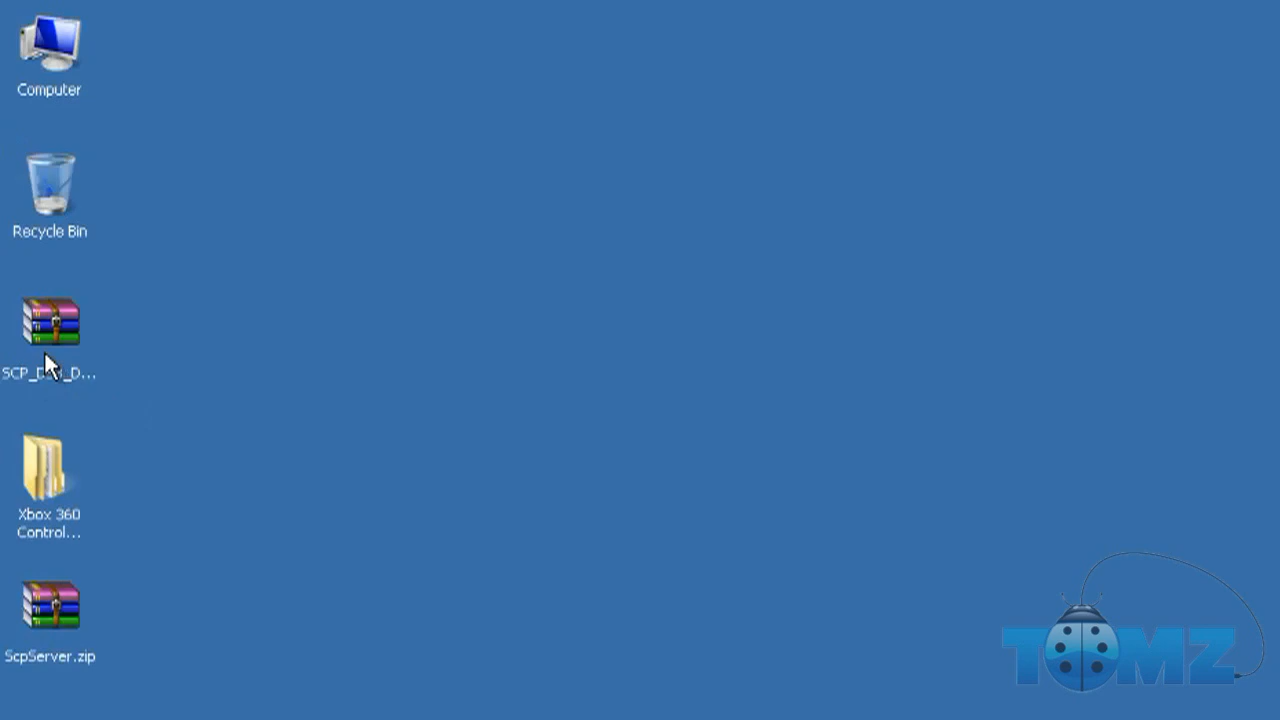 Computer
Recycle Bin
Xbox 360
Control...
ScpServer.zip
TOMZ